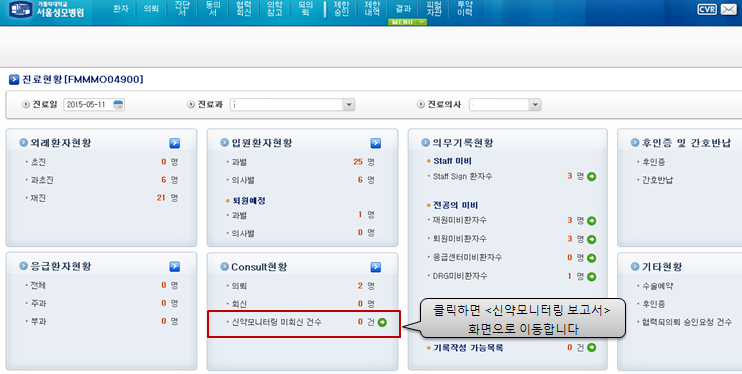 가톨릭대학교
서울성모병원
환자
의뢰
진단서
동의서
협력회신
의학참고
되의뢰
제한승인
제한내역
결과
피험자관
투약이력
MENU
CVR
진료현황[FMMMO04900]
진료일 2015-05-11 진료과 진료의사
외래환자현황
초진 0 명
과초진 6 명
재진 21 명
입원환자현황
과별 25 명
의사별 6 명
퇴원예정
과별 1 명
의사별 0 명
의무기록현황
Staff 미비
Staff Sign 환자수 3 명
전공의 미비
재원미비환자수 3 명
퇴원미비환자수 3 명
응급센터미비환자수 0 명
DRG미비환자수 1 명
기록작성 가능목록 0 건
후인증 및 간호반납
후인증
간호반납
응급환자현황
전체 0 명
주과 0 명
부과 0 명
Consult현황
의뢰 2 명
회신 0 명
신약모니터링 미회신 건수 0 건
클릭하면 <신약모니터링 보고서>
화면으로 이동합니다
기타현황
수술예약
후인증
협력되의뢰 승인요청 건수